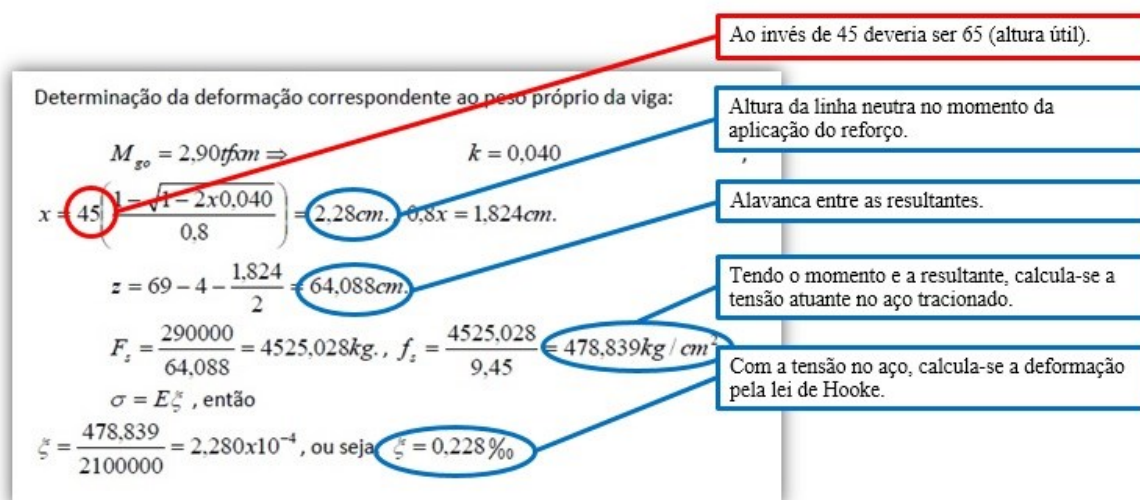 Ao invés de 45 deveria ser 65 (altura útil).
Determinação da deformação correspondente ao peso próprio da viga:
Altura da linha neutra no momento da
aplicação do reforço.
M_{go} = 2,90tfxm ⇒ k = 0,040 ,
x = 45((1 − √(1 − 2x0,040))/0,8) = 2,28cm. , 0,8x = 1,824cm.
Alavanca entre as resultantes.
z = 69 − 4 − 1,824/2 = 64,088cm.
Tendo o momento e a resultante, calcula-se a
tensão atuante no aço tracionado.
F_s = 290000/64,088 = 4525,028kg. , f_s = 4525,028/9,45 = 478,839kg / cm²
Com a tensão no aço, calcula-se a deformação
pela lei de Hooke.
σ = Eξ , então
ξ = 478,839/2100000 = 2,280x10⁻⁴ , ou seja, ξ = 0,228‰